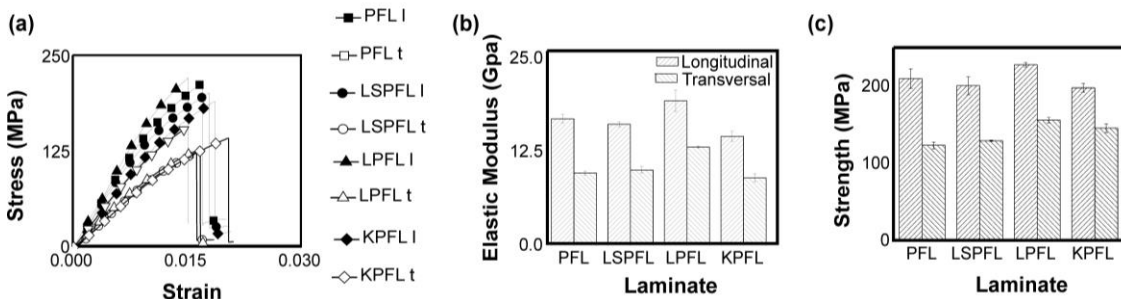 (a)
Stress (MPa)
250
125
0
0.000
0.015
0.030
Strain
PFL l
PFL t
LSPFL l
LSPFL t
LPFL l
LPFL t
KPFL l
KPFL t
(b)
Elastic Modulus (Gpa)
25.0
12.5
0.0
Longitudinal
Transversal
PFL LSPFL LPFL KPFL
Laminate
(c)
Strength (MPa)
200
100
0
PFL LSPFL LPFL KPFL
Laminate